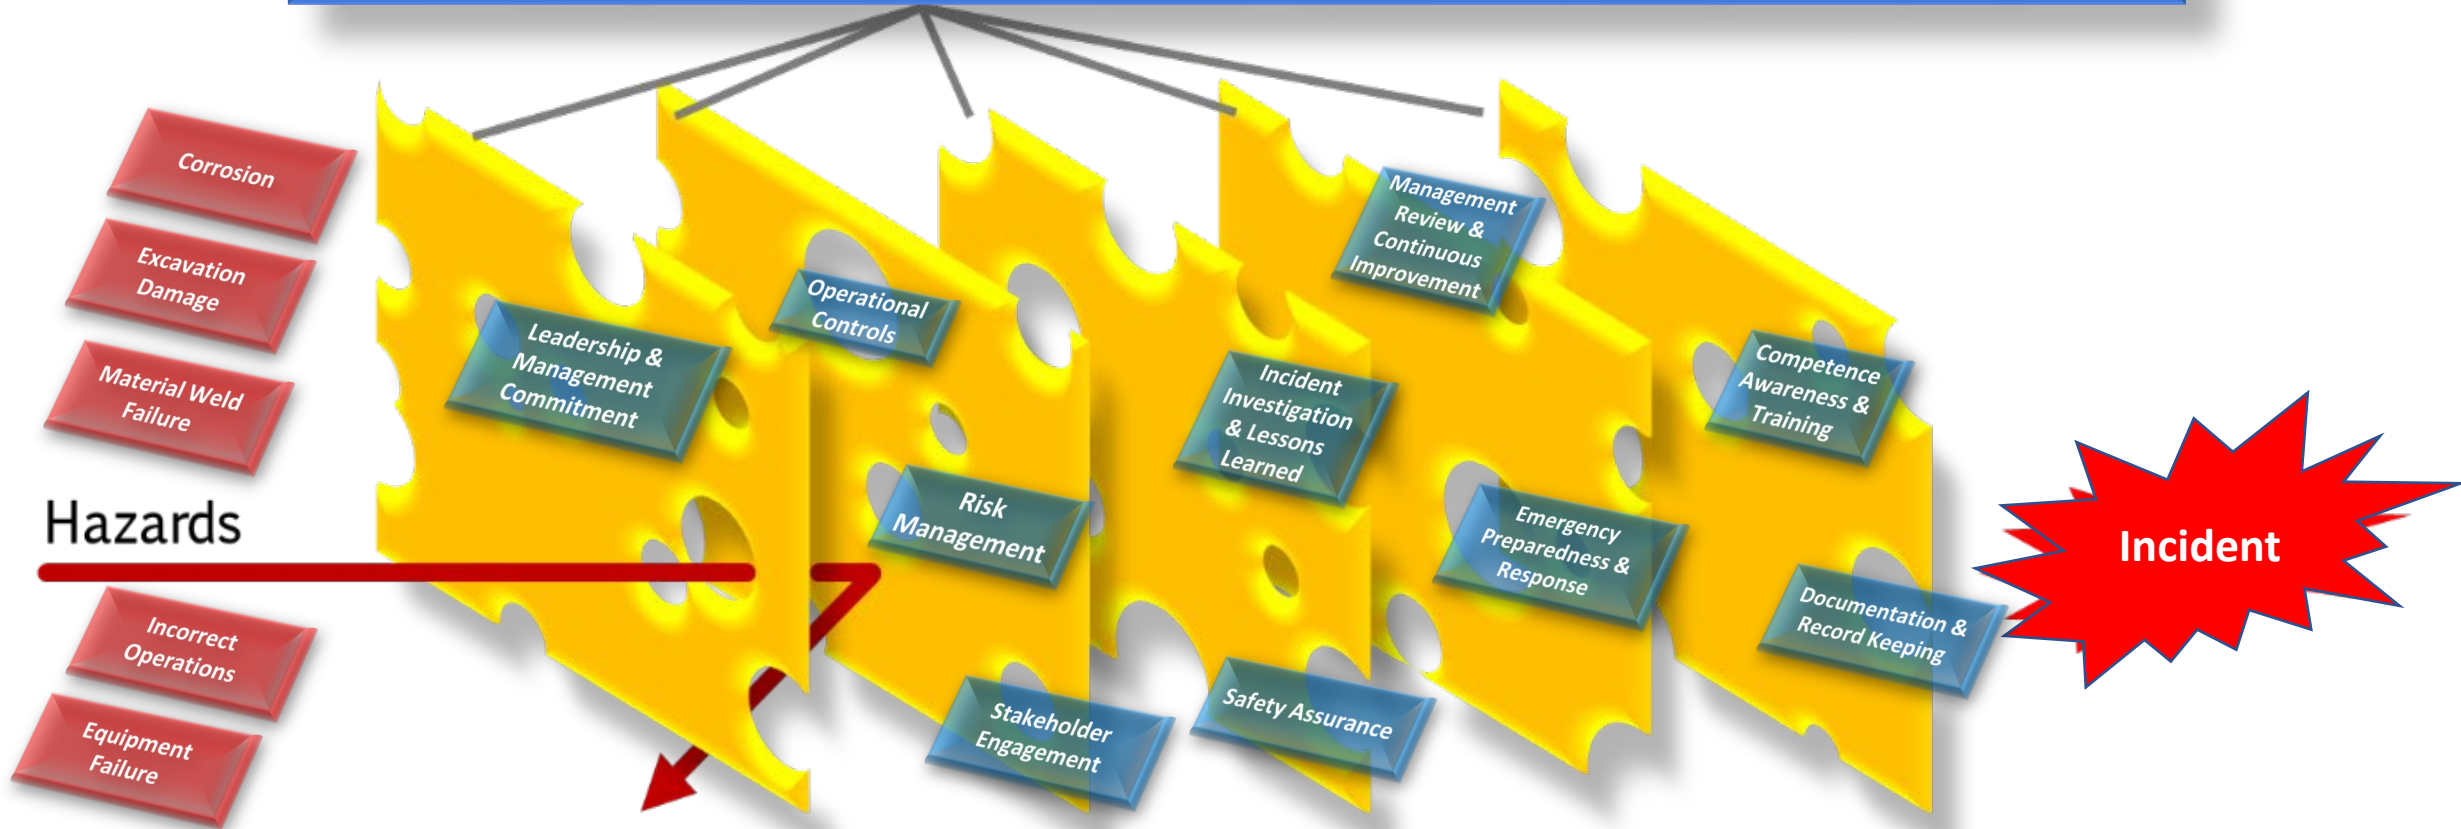 Corrosion
Excavation
Damage
Material Weld
Failure
Hazards
Incorrect
Operations
Equipment
Failure
Leadership &
Management
Commitment
Operational
Controls
Risk
Management
Stakeholder
Engagement
Incident
Investigation
& Lessons
Learned
Safety Assurance
Management
Review &
Continuous
Improvement
Emergency
Preparedness &
Response
Competence
Awareness &
Training
Documentation &
Record Keeping
Incident